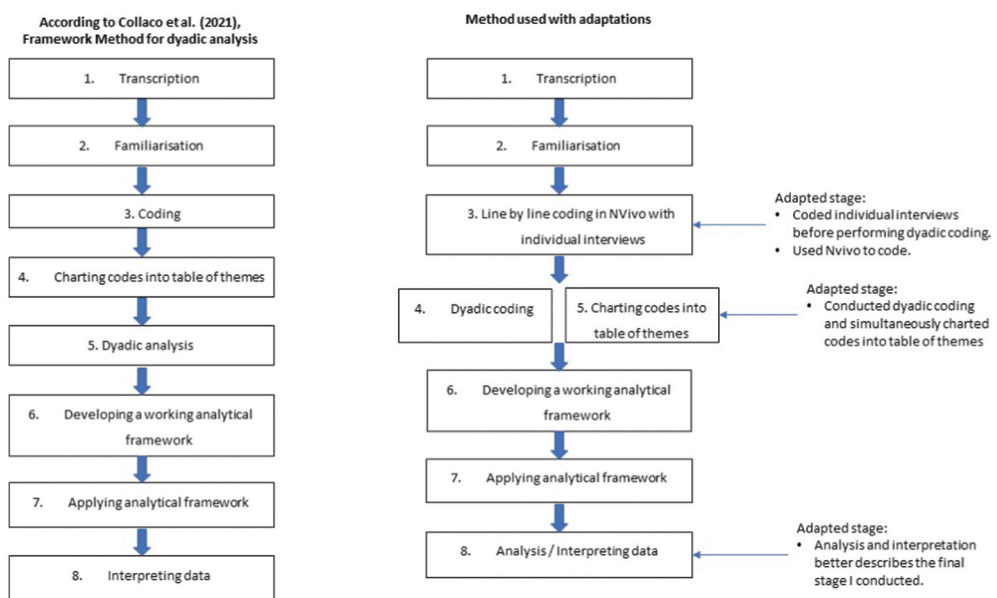 According to Collaco et al. (2021),
Framework Method for dyadic analysis
1. Transcription
2. Familiarisation
3. Coding
4. Charting codes into table of themes
5. Dyadic analysis
6. Developing a working analytical
framework
7. Applying analytical framework
8. Interpreting data
Method used with adaptations
1. Transcription
2. Familiarisation
3. Line by line coding in NVivo with
individual interviews
4. Dyadic coding
5. Charting codes into
table of themes
6. Developing a working analytical
framework
7. Applying analytical framework
8. Analysis / Interpreting data
Adapted stage:
• Coded individual interviews
before performing dyadic coding.
• Used Nvivo to code.
Adapted stage:
• Conducted dyadic coding
and simultaneously charted
codes into table of themes
Adapted stage:
• Analysis and interpretation
better describes the final
stage I conducted.